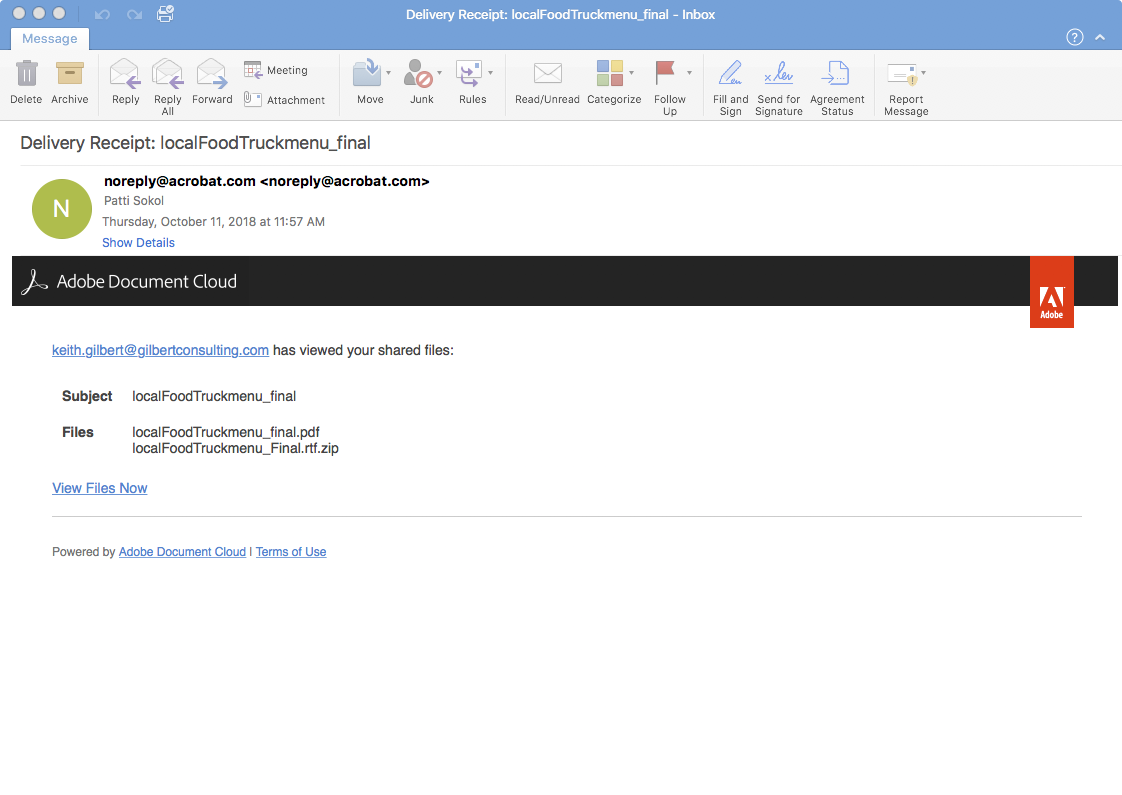 Delivery Receipt: localFoodTruckmenu_final - Inbox
Message
Delete
Archive
Reply
Reply All
Forward
Meeting
Attachment
Move
Junk
Rules
Read/Unread
Categorize
Follow Up
Fill and Sign
Send for Signature
Agreement Status
Report Message
Delivery Receipt: localFoodTruckmenu_final
N
noreply@acrobat.com <noreply@acrobat.com>
Patti Sokol
Thursday, October 11, 2018 at 11:57 AM
Show Details
Adobe Document Cloud
Adobe
keith.gilbert@gilbertconsulting.com has viewed your shared files:
Subject localFoodTruckmenu_final
Files localFoodTruckmenu_final.pdf
localFoodTruckmenu_Final.rtf.zip
View Files Now
Powered by Adobe Document Cloud | Terms of Use